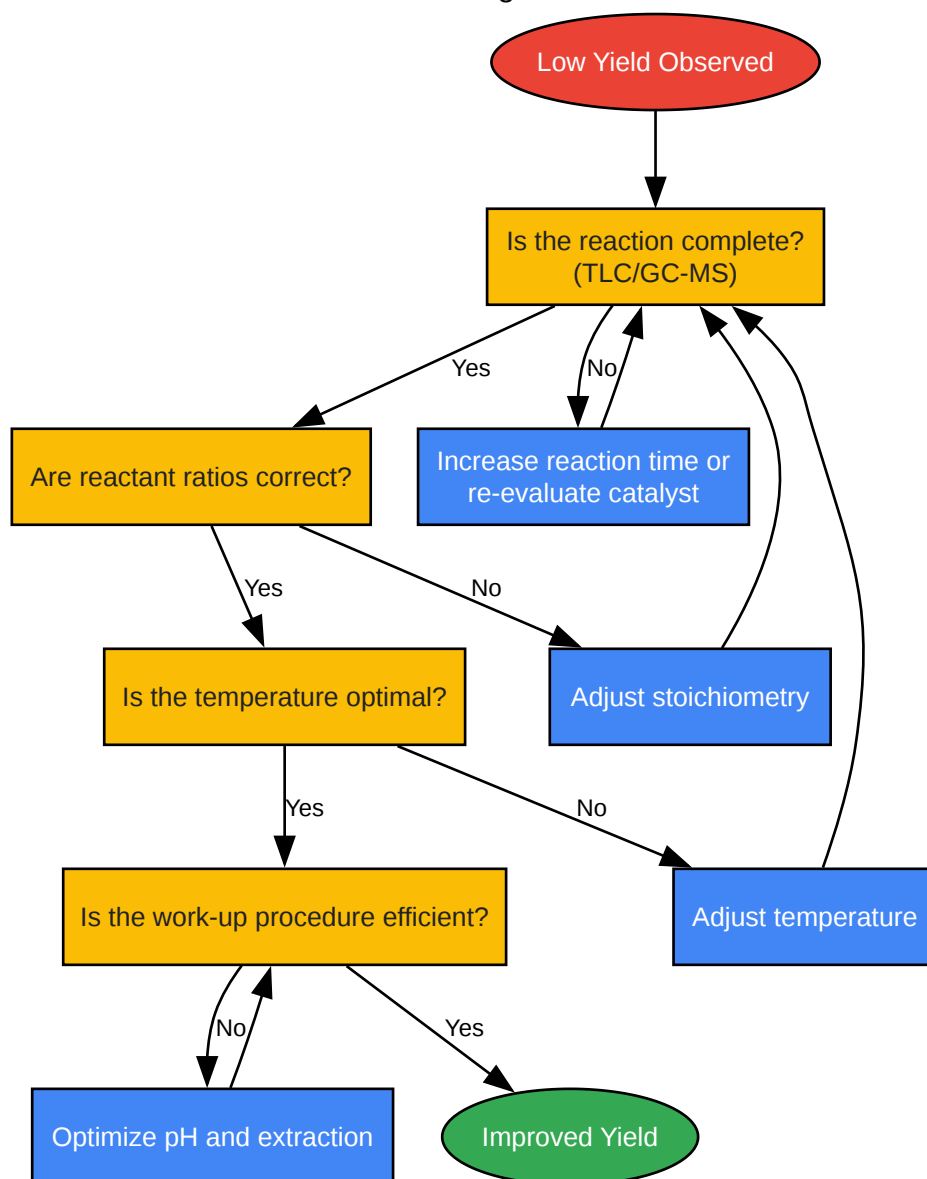 Low Yield Observed
Is the reaction complete?
(TLC/GC-MS)
Yes
No
Are reactant ratios correct?
Increase reaction time or
re-evaluate catalyst
Yes
No
Is the temperature optimal?
Adjust stoichiometry
Yes
No
Is the work-up procedure efficient?
Adjust temperature
No
Yes
Optimize pH and extraction
Improved Yield